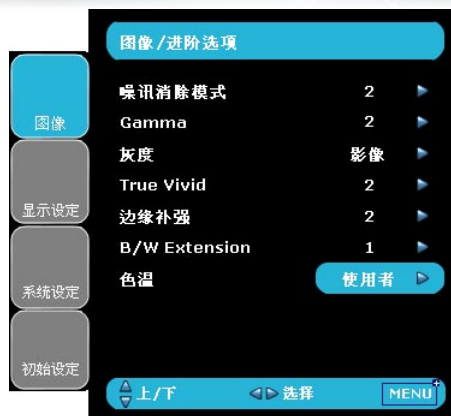 图像/进阶选项
图像
显示设定
系统设定
初始设定
噪讯消除模式 2
Gamma 2
灰度 影像
True Vivid 2
边缘补强 2
B/W Extension 1
色温 使用者
上/下 选择 MENU